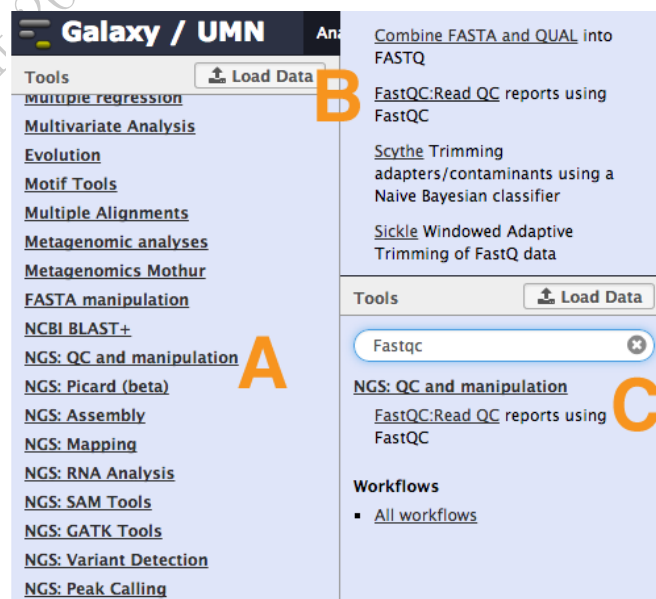 Galaxy / UMN
Tools
Load Data
Multiple regression
Multivariate Analysis
Evolution
Motif Tools
Multiple Alignments
Metagenomic analyses
Metagenomics Mothur
FASTA manipulation
NCBI BLAST+
NGS: QC and manipulation
A
NGS: Picard (beta)
NGS: Assembly
NGS: Mapping
NGS: RNA Analysis
NGS: SAM Tools
NGS: GATK Tools
NGS: Variant Detection
NGS: Peak Calling
Combine FASTA and QUAL into
FASTQ
B
FastQC:Read QC reports using
FastQC
Scythe Trimming
adapters/contaminants using a
Naive Bayesian classifier
Sickle Windowed Adaptive
Trimming of FastQ data
Tools
Load Data
Fastqc
NGS: QC and manipulation
C
FastQC:Read QC reports using
FastQC
Workflows
All workflows